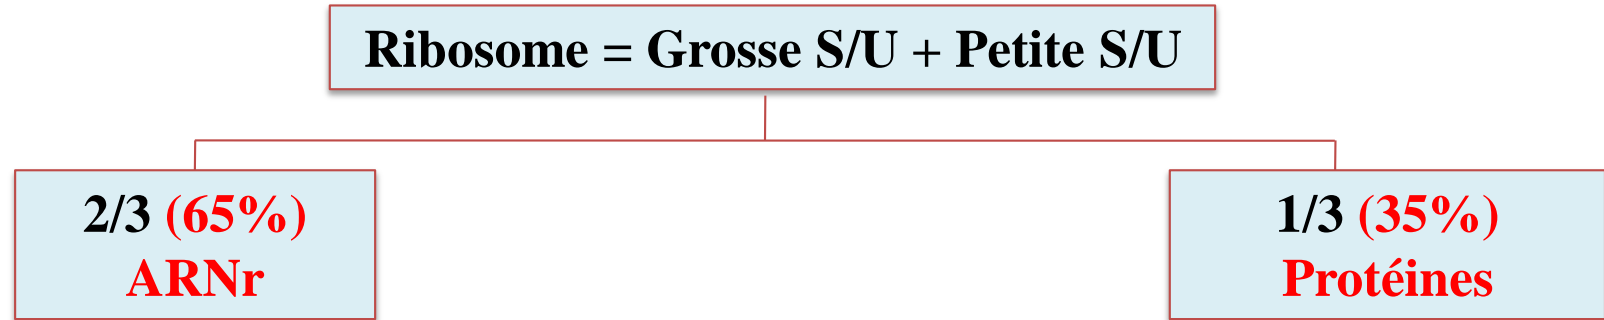 Ribosome = Grosse S/U + Petite S/U
2/3 (65%)
ARNr
1/3 (35%)
Protéines